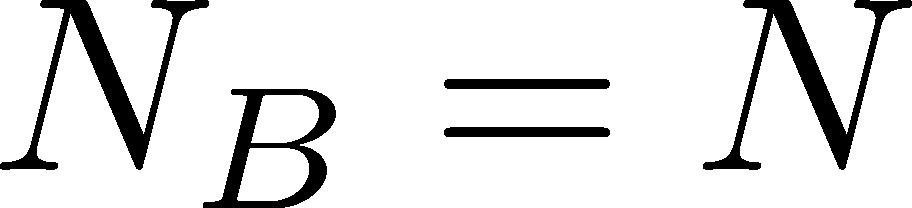 N_B = N